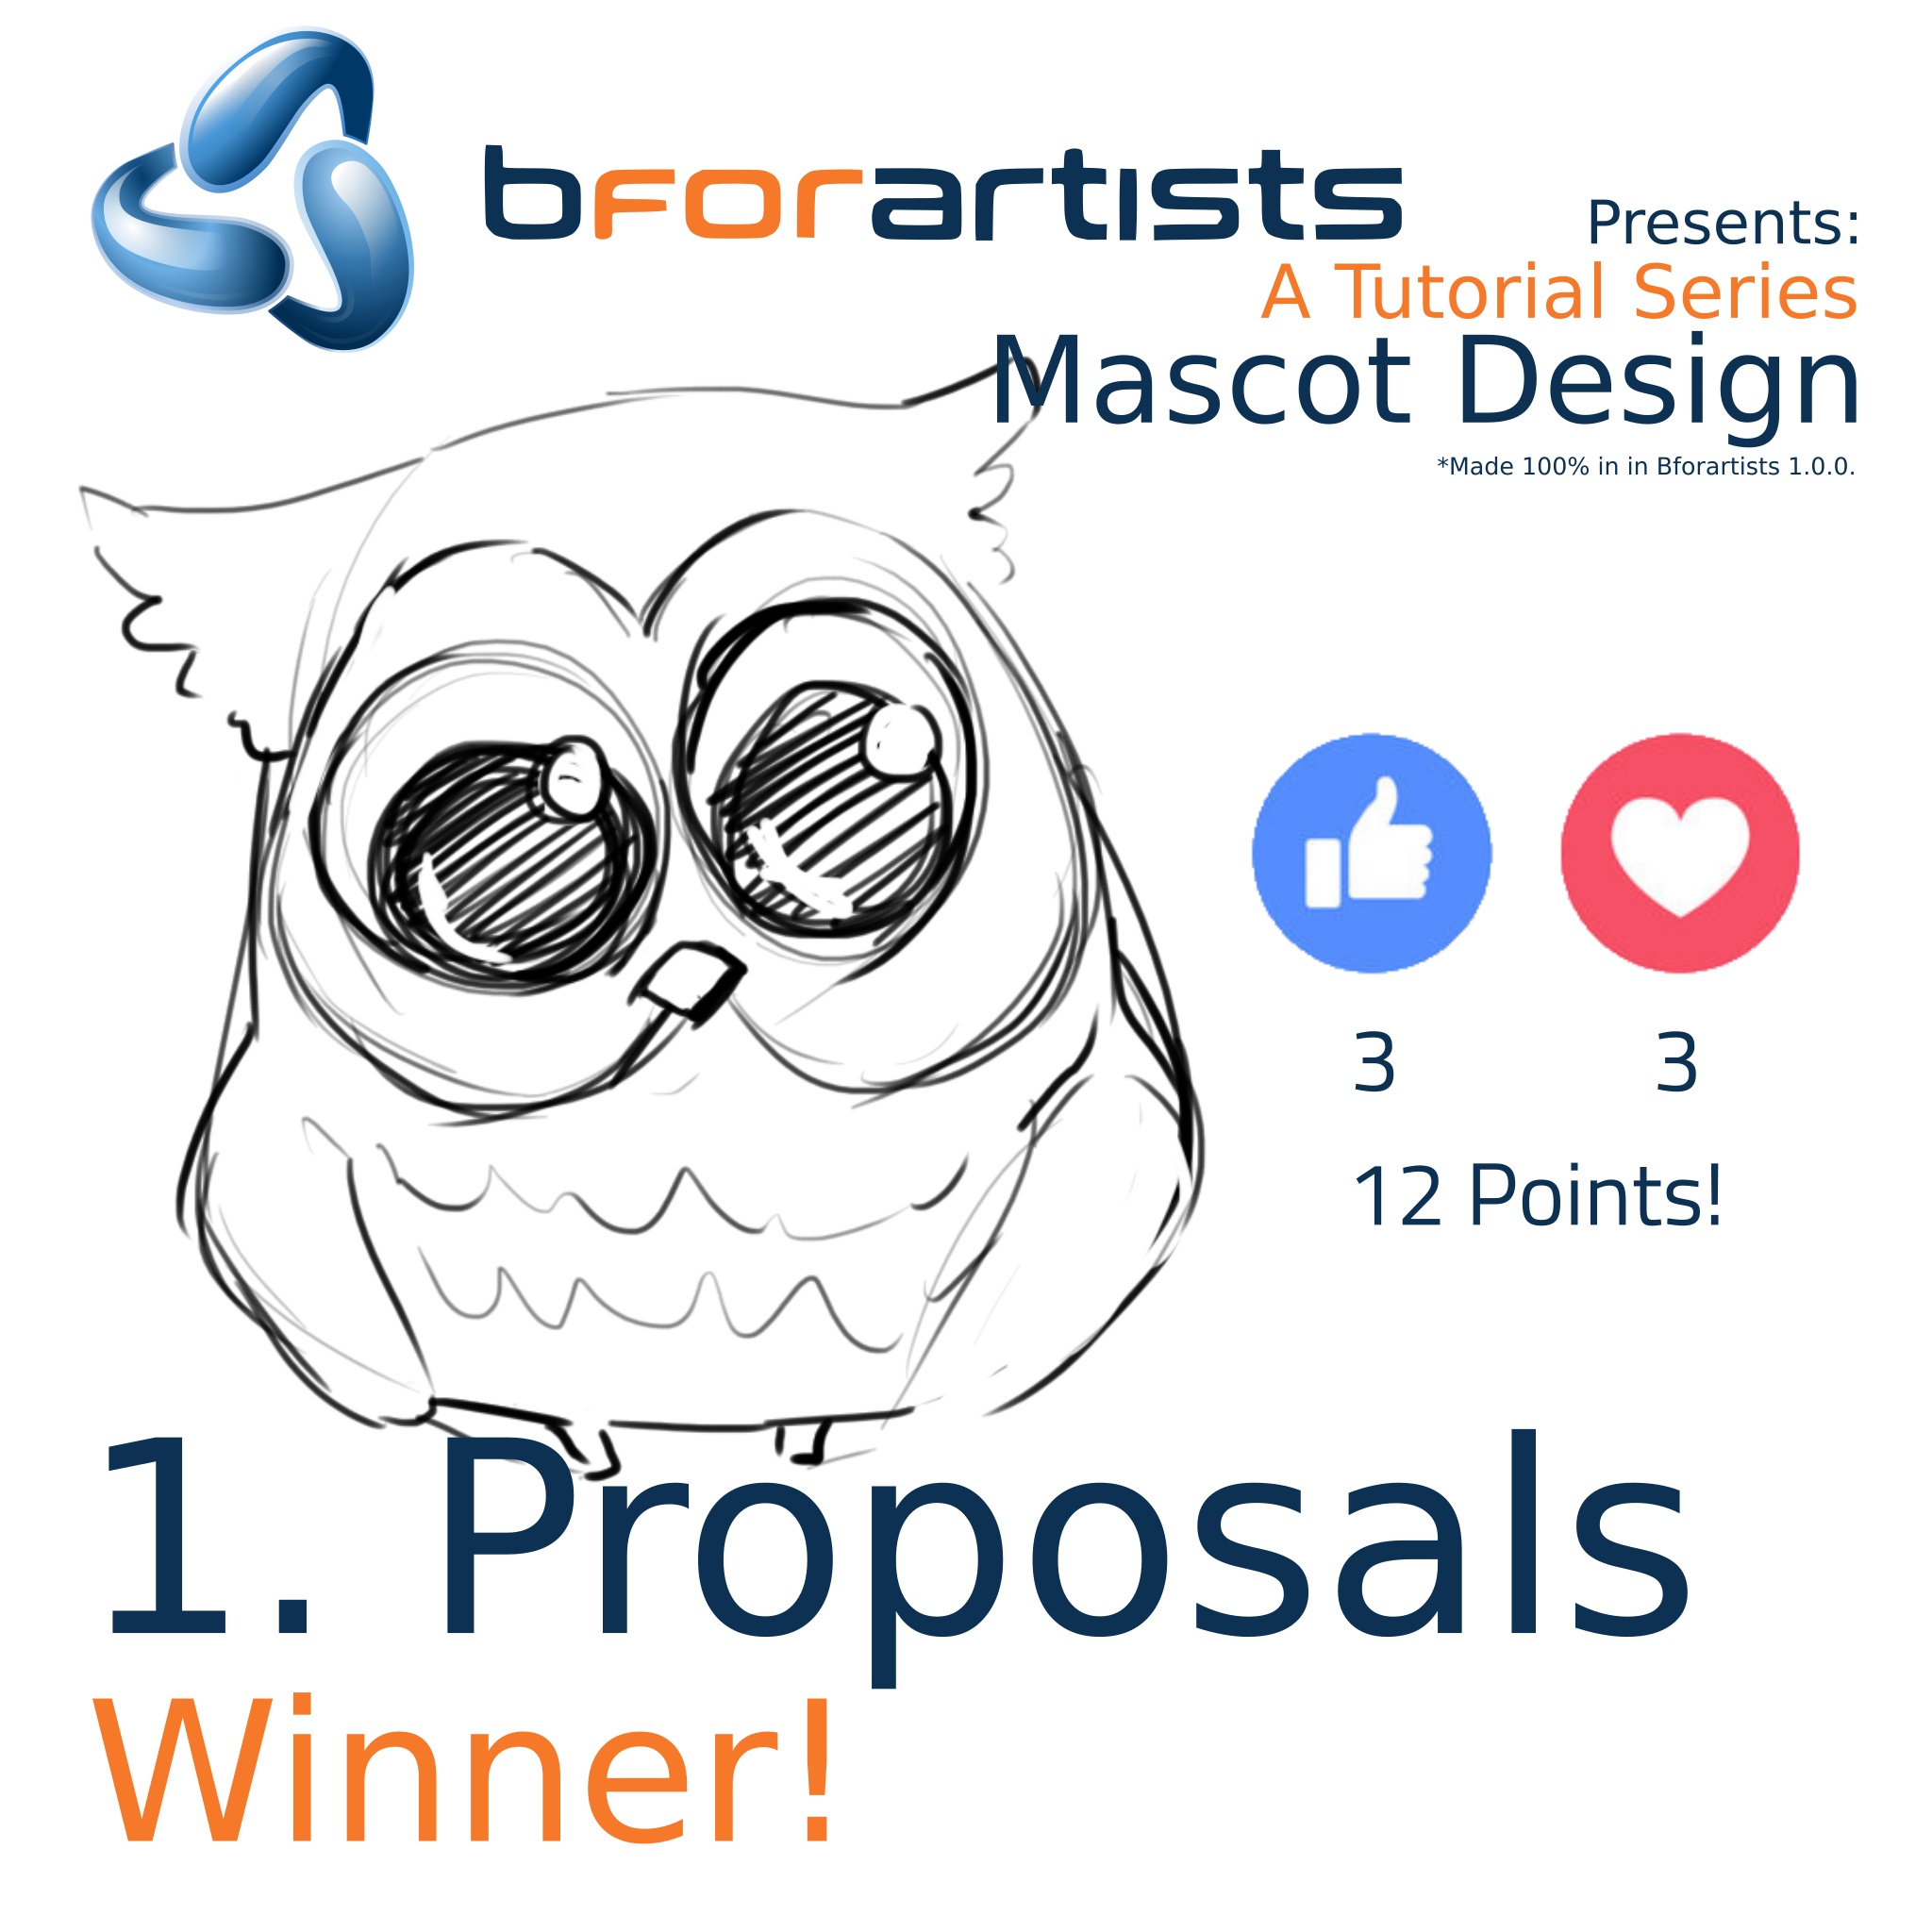 bforartists
Presents:
A Tutorial Series
Mascot Design
*Made 100% in in Bforartists 1.0.0.
3 3
12 Points!
1. Proposals
Winner!